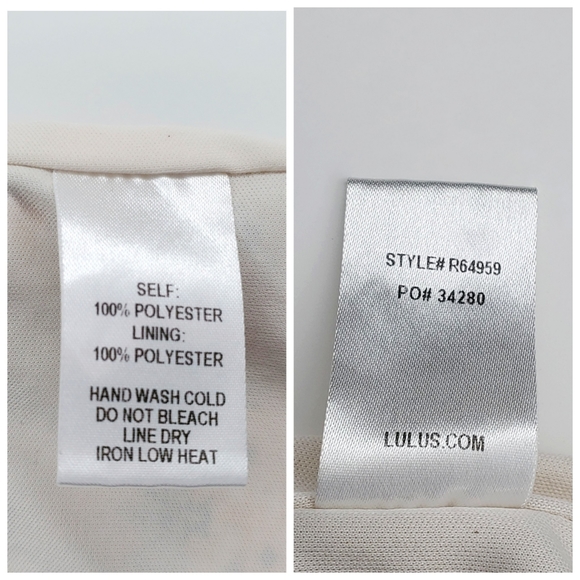 SELF:
100% POLYESTER
LINING:
100% POLYESTER
HAND WASH COLD
DO NOT BLEACH
LINE DRY
IRON LOW HEAT
STYLE# R64959
PO# 34280
LULUS.COM